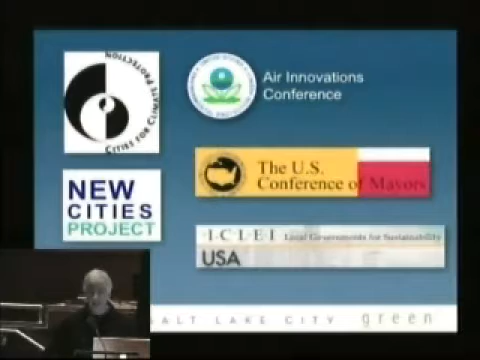 CITIES FOR CLIMATE PROTECTION
Air Innovations
Conference
The U.S.
Conference of Mayors
NEW
CITIES
PROJECT
ICLEI Local Governments for Sustainability
USA
ALT LAKE CITY green